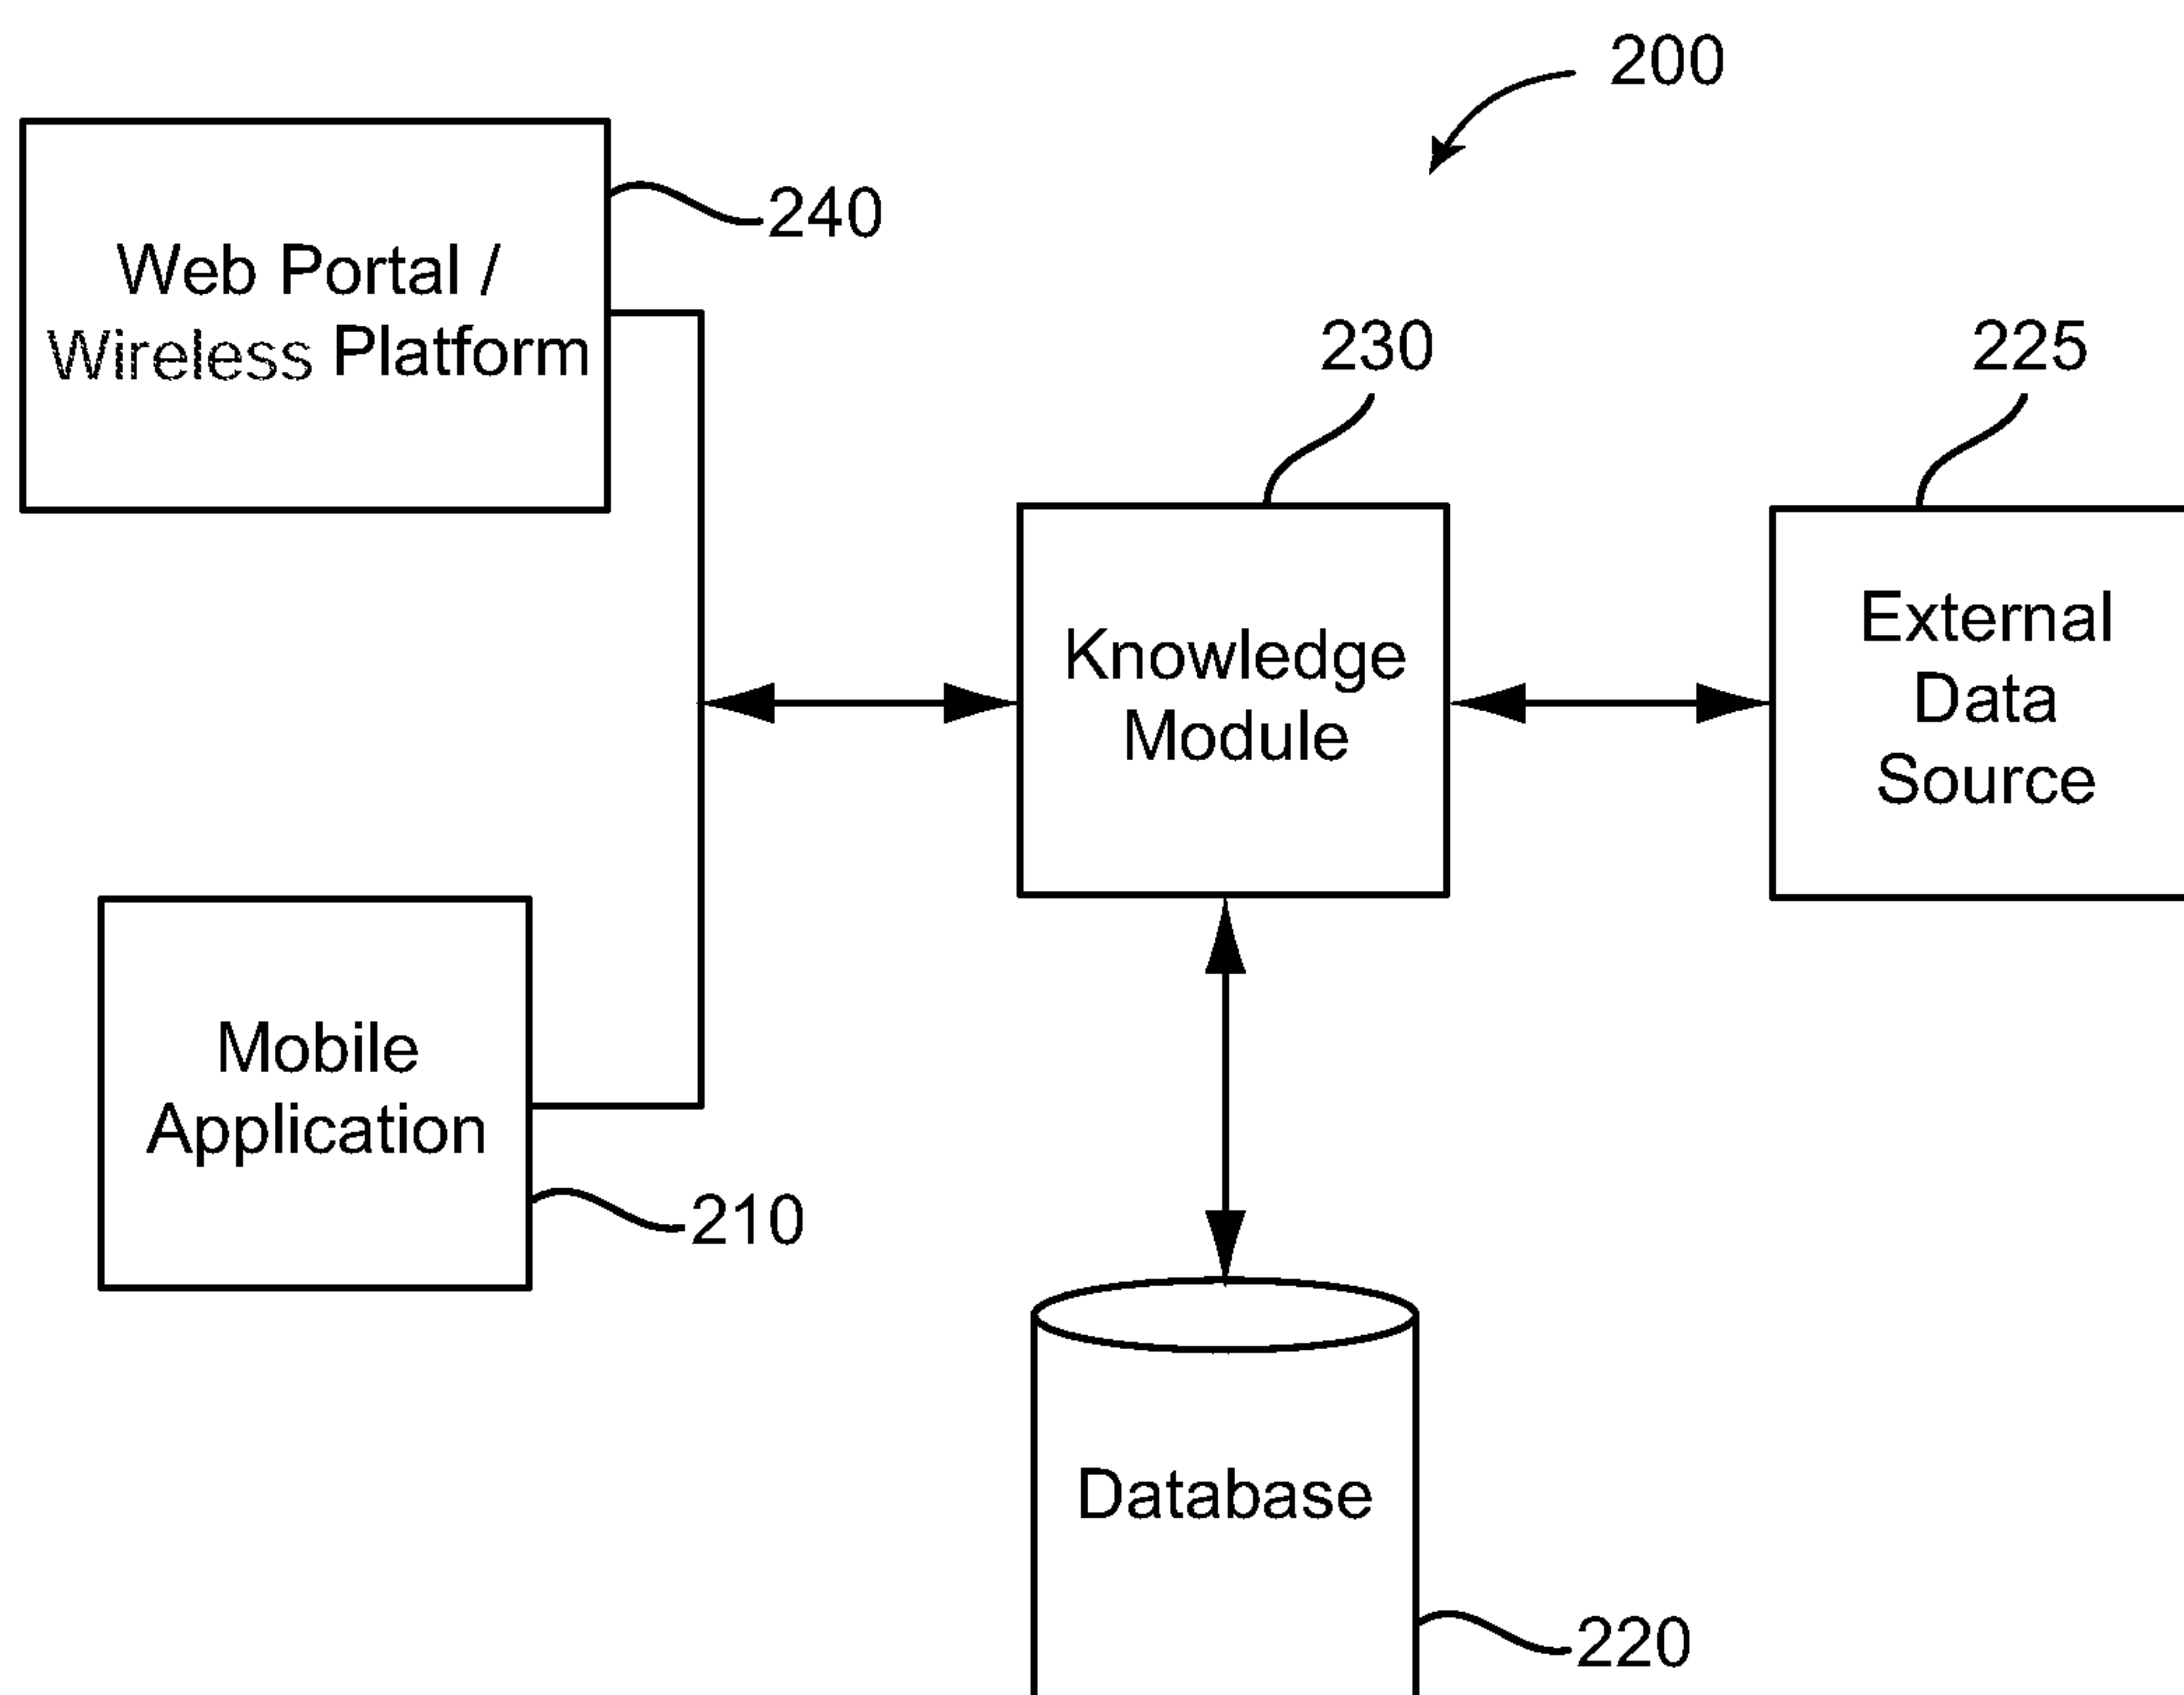 200
240
Web Portal /
Wireless Platform
230
225
Knowledge
Module
External
Data
Source
Mobile
Application
210
Database
220